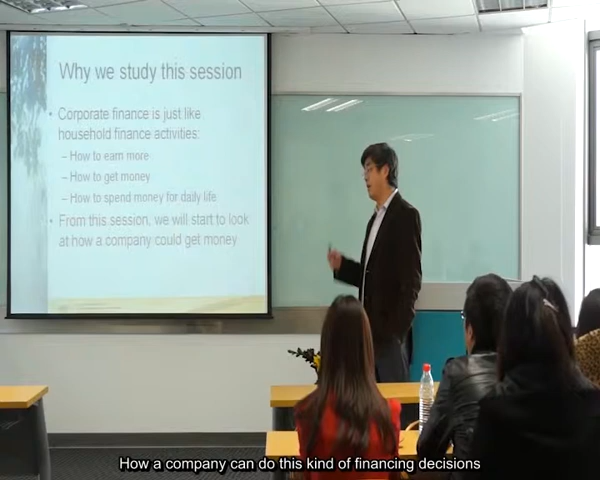 Why we study this session
• Corporate finance is just like
household finance activities:
– How to earn more
– How to get money
– How to spend money for daily life
• From this session, we will start to look
at how a company could get money
How a company can do this kind of financing decisions